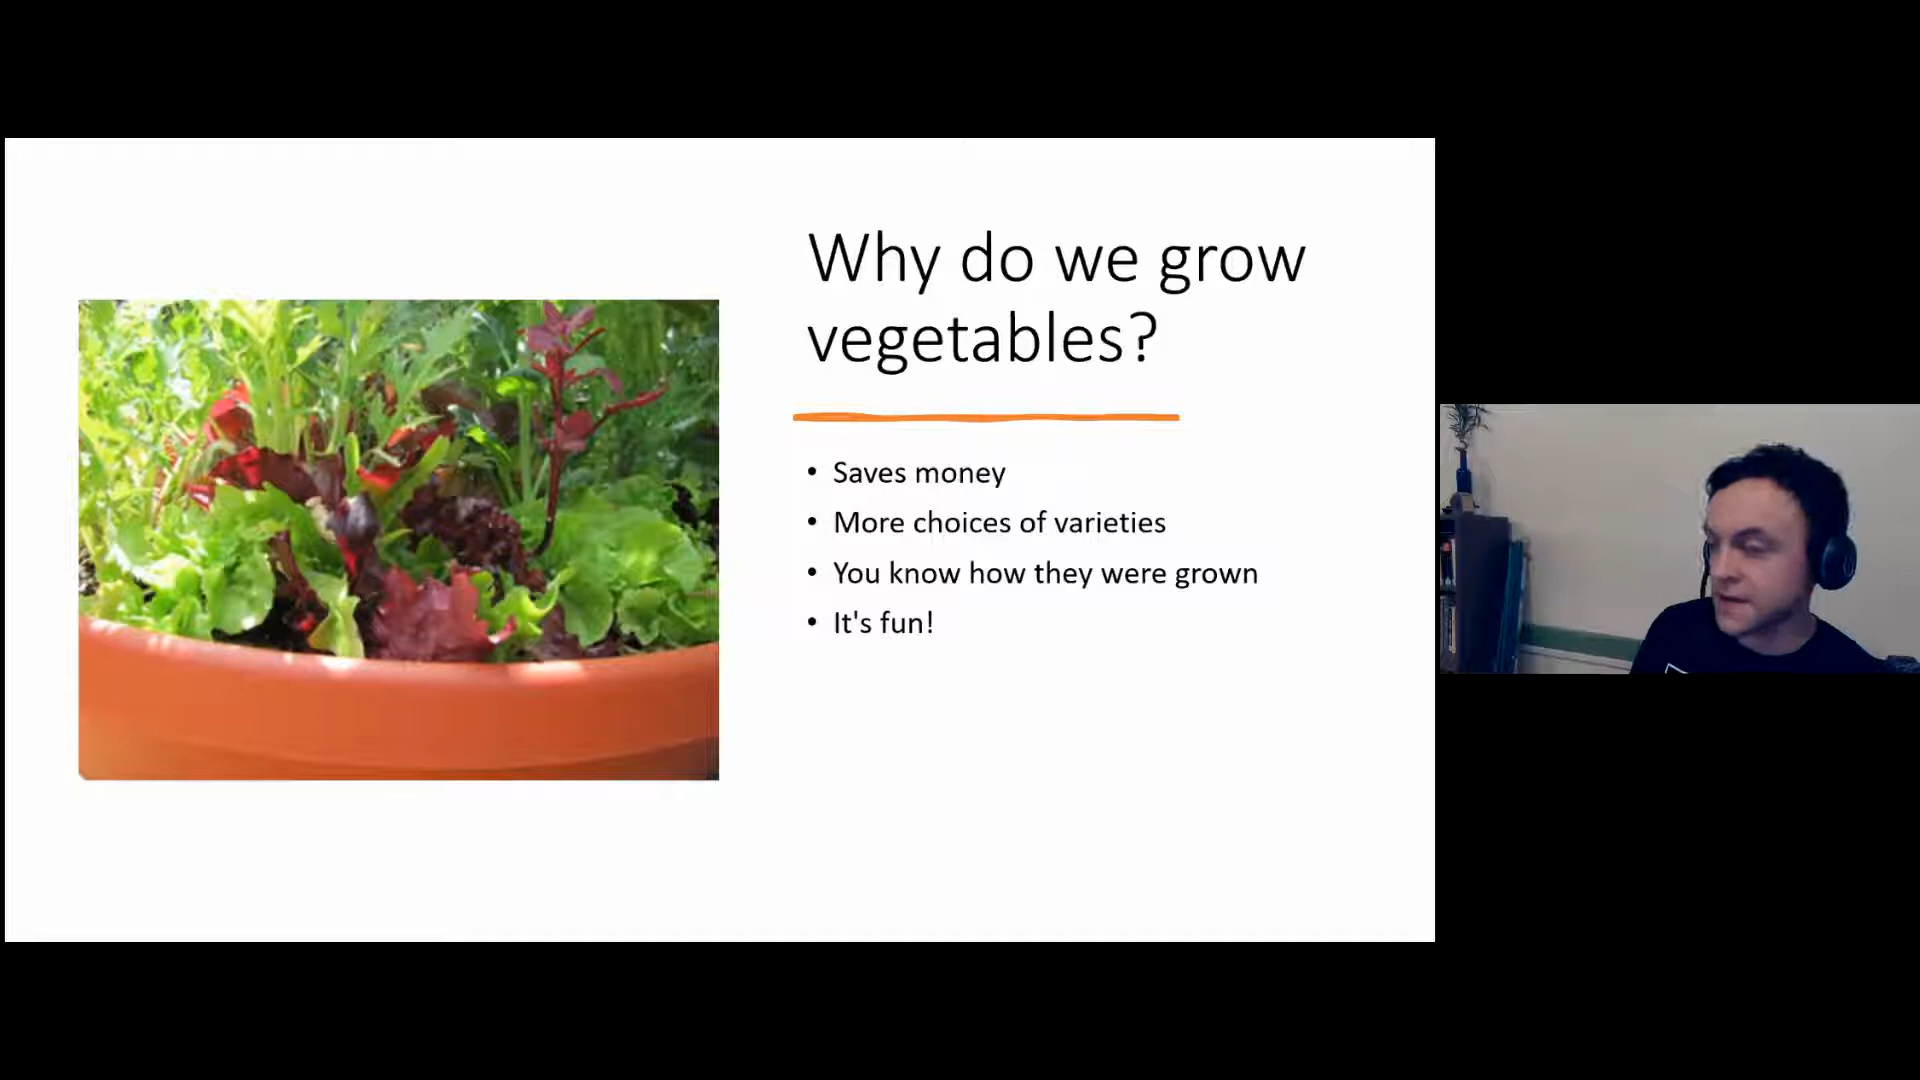 Why do we grow
vegetables?
• Saves money
• More choices of varieties
• You know how they were grown
• It's fun!